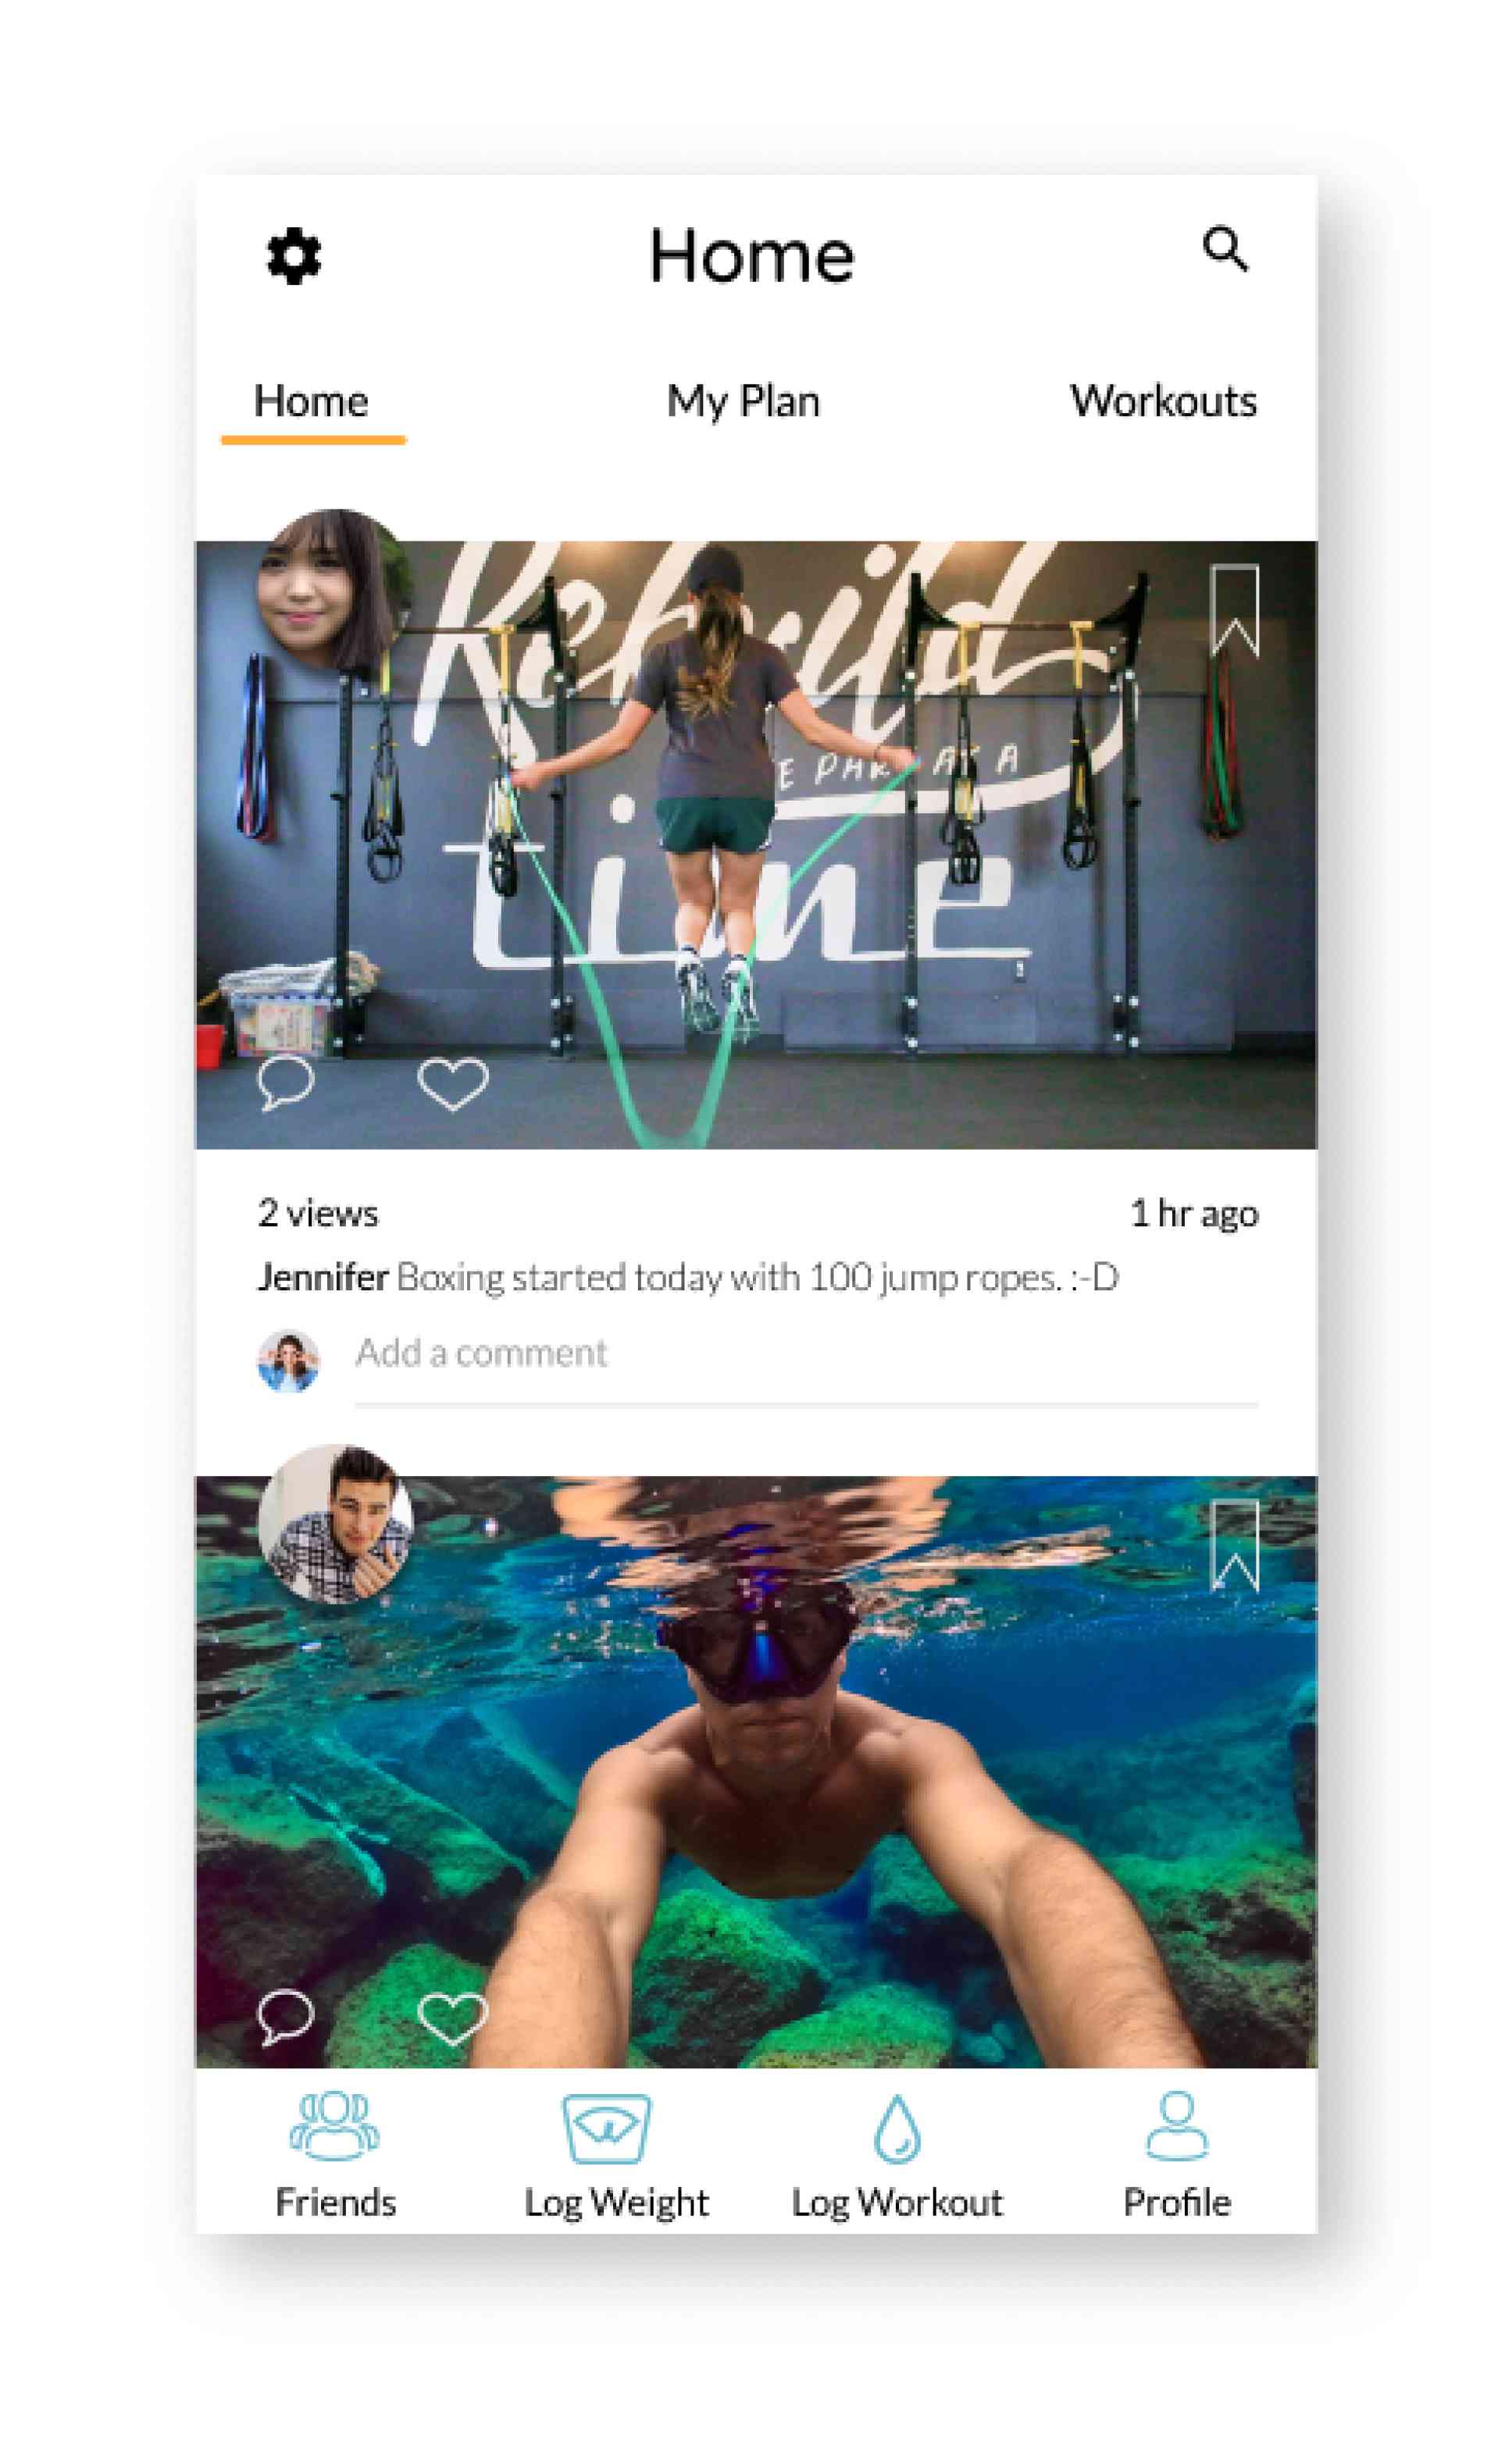 Home
Home My Plan Workouts
Rebuild
E PAR AT A
time
2 views 1 hr ago
Jennifer Boxing started today with 100 jump ropes. :-D
Add a comment
Friends Log Weight Log Workout Profile